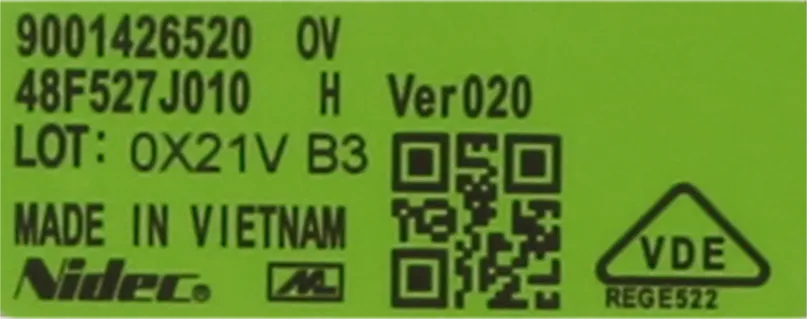 9001426520 OV
48F527J010 H Ver020
LOT: 0X21V B3
MADE IN VIETNAM
Nidec®
VDE
REGE522